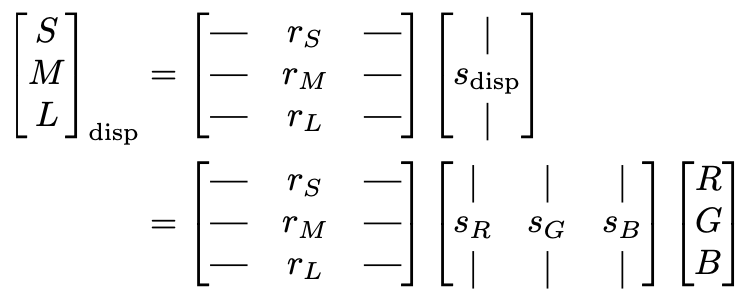 [S M L]_disp = [— r_S — ; — r_M — ; — r_L —] [| s_disp |]
= [— r_S — ; — r_M — ; — r_L —] [| | | ; s_R s_G s_B ; | | |] [R G B]